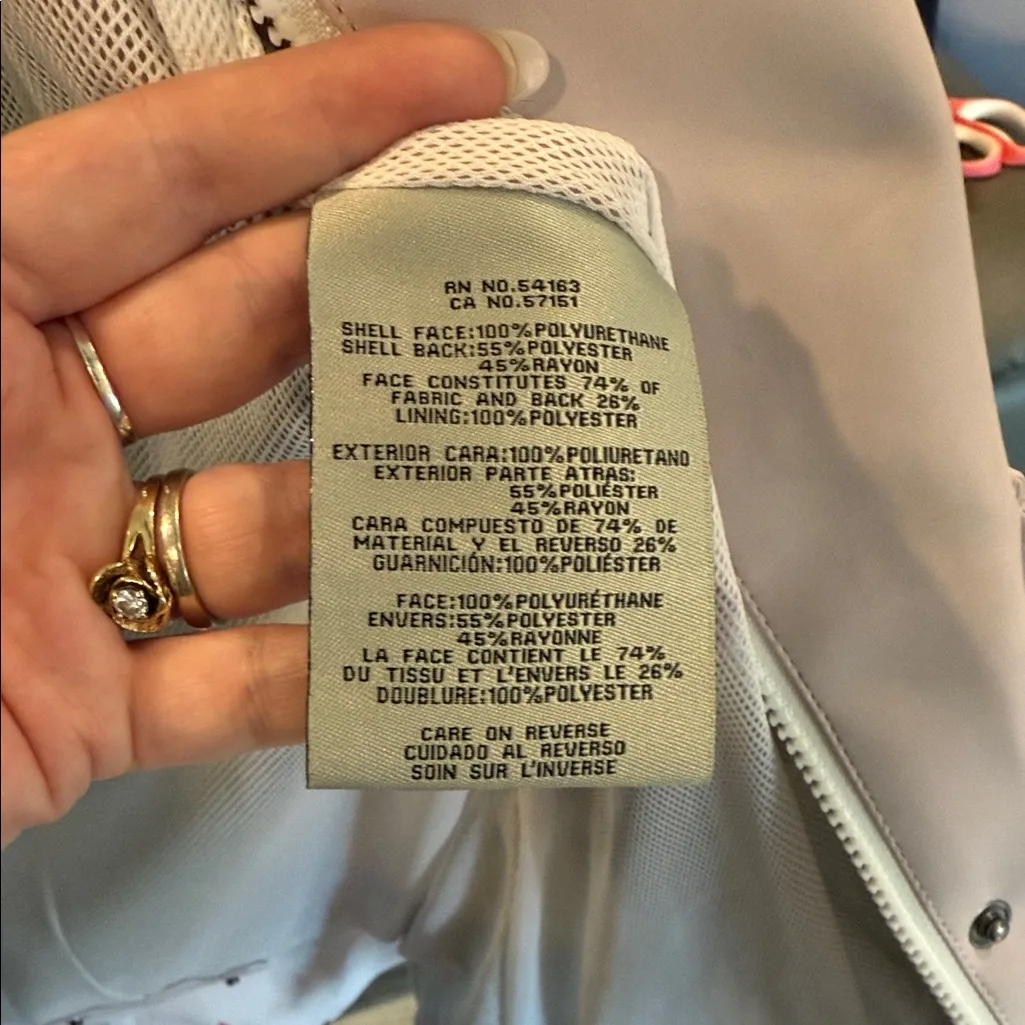 RN NO.54163
CA NO.57151
SHELL FACE:100%POLYURETHANE
SHELL BACK:55%POLYESTER
45%RAYON
FACE CONSTITUTES 74% OF
FABRIC AND BACK 26%
LINING:100%POLYESTER
EXTERIOR CARA:100%POLIURETANO
EXTERIOR PARTE ATRAS:
55%POLIÉSTER
45%RAYON
CARA COMPUESTO DE 74% DE
MATERIAL Y EL REVERSO 26%
GUARNICIÓN:100%POLIÉSTER
FACE:100%POLYURÉTHANE
ENVERS:55%POLYESTER
45%RAYONNE
LA FACE CONTIENT LE 74%
DU TISSU ET L'ENVERS LE 26%
DOUBLURE:100%POLYESTER
CARE ON REVERSE
CUIDADO AL REVERSO
SOIN SUR L'INVERSE